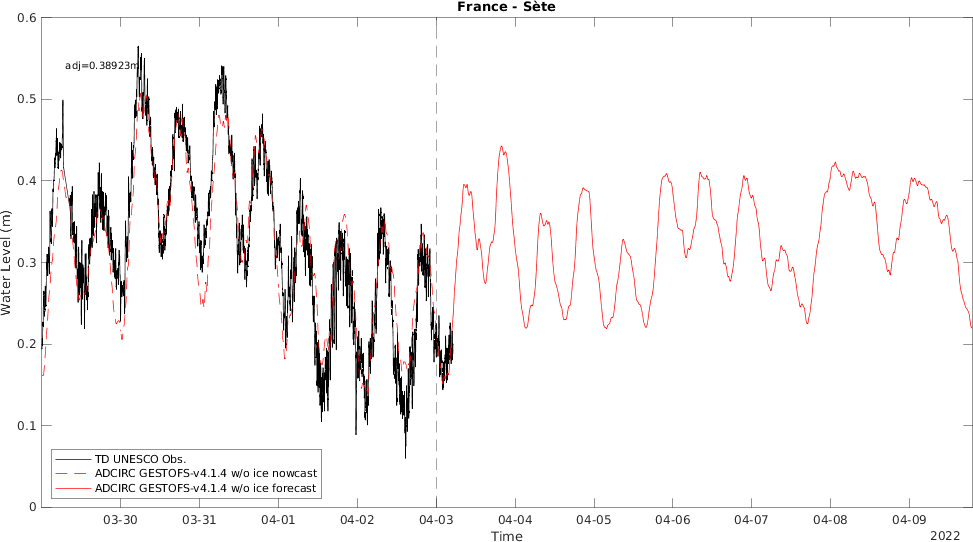 France - Sète
0.6
adj=0.38923m
0.5
0.4
0.3
0.2
0.1
0
Water Level (m)
TD UNESCO Obs.
ADCIRC GESTOFS-v4.1.4 w/o ice nowcast
ADCIRC GESTOFS-v4.1.4 w/o ice forecast
03-30 03-31 04-01 04-02 04-03 04-04 04-05 04-06 04-07 04-08 04-09
Time
2022